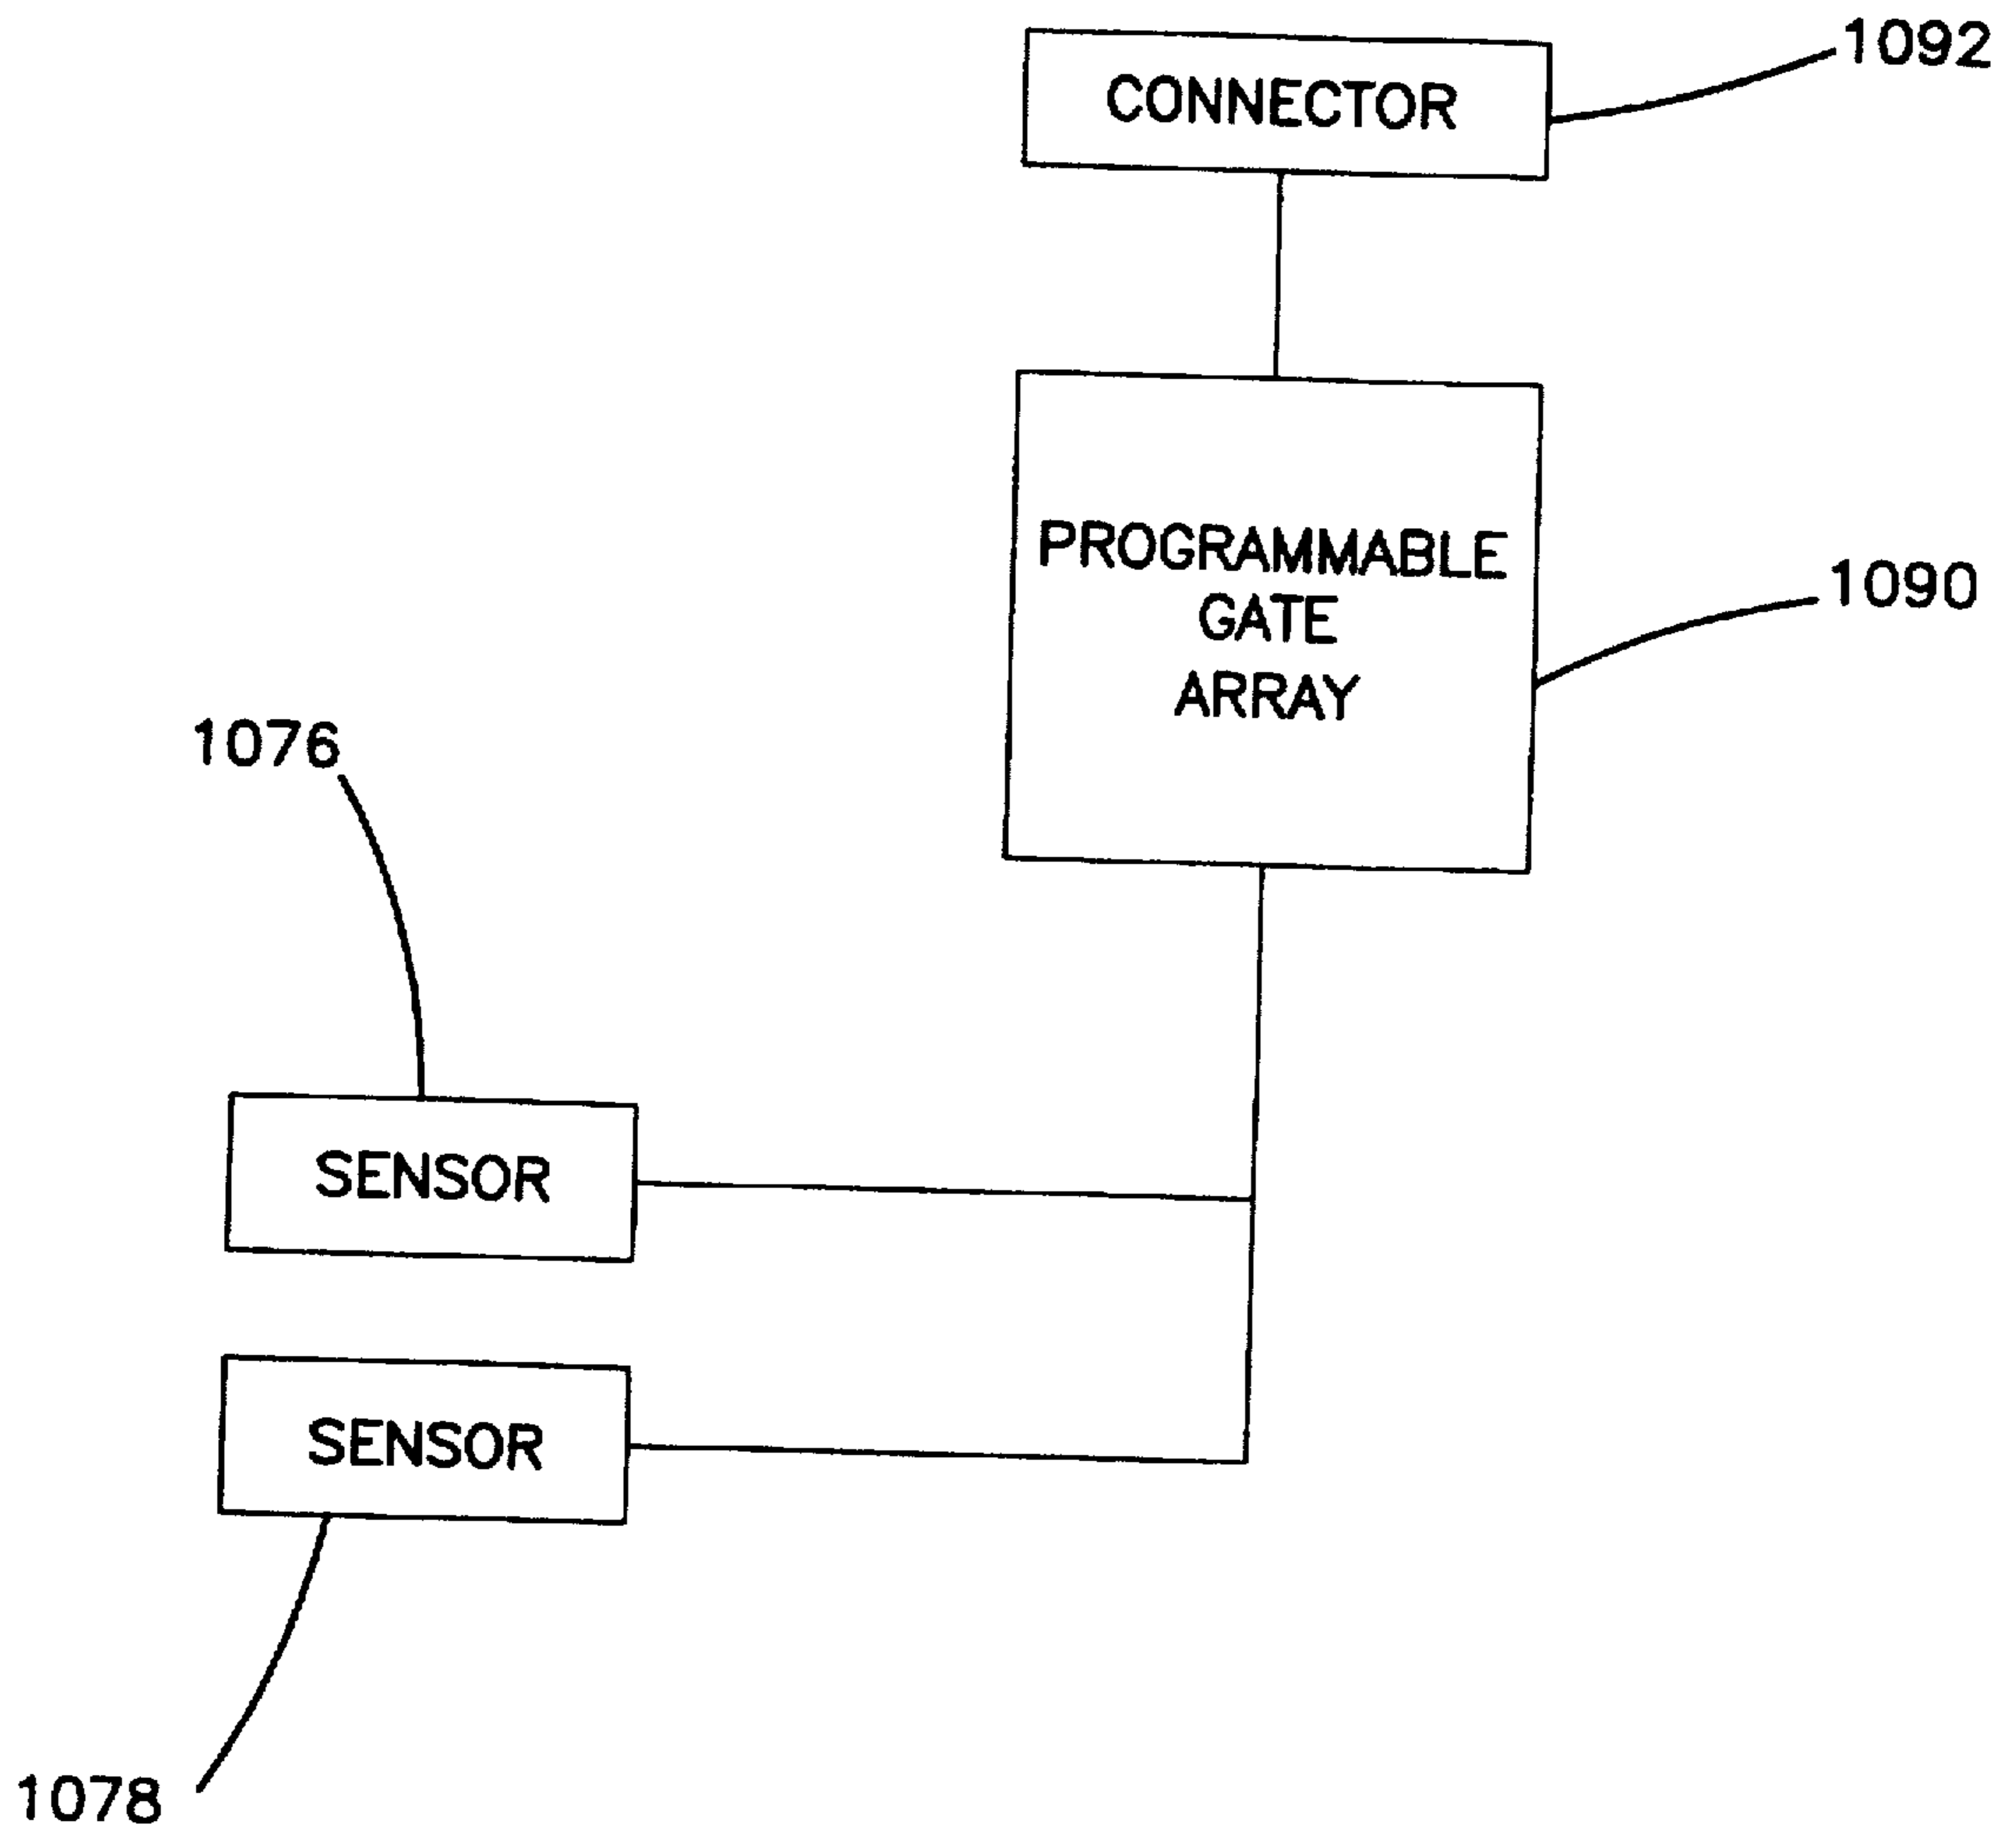 1092
CONNECTOR
PROGRAMMABLE
GATE
ARRAY
1090
1076
SENSOR
SENSOR
1078